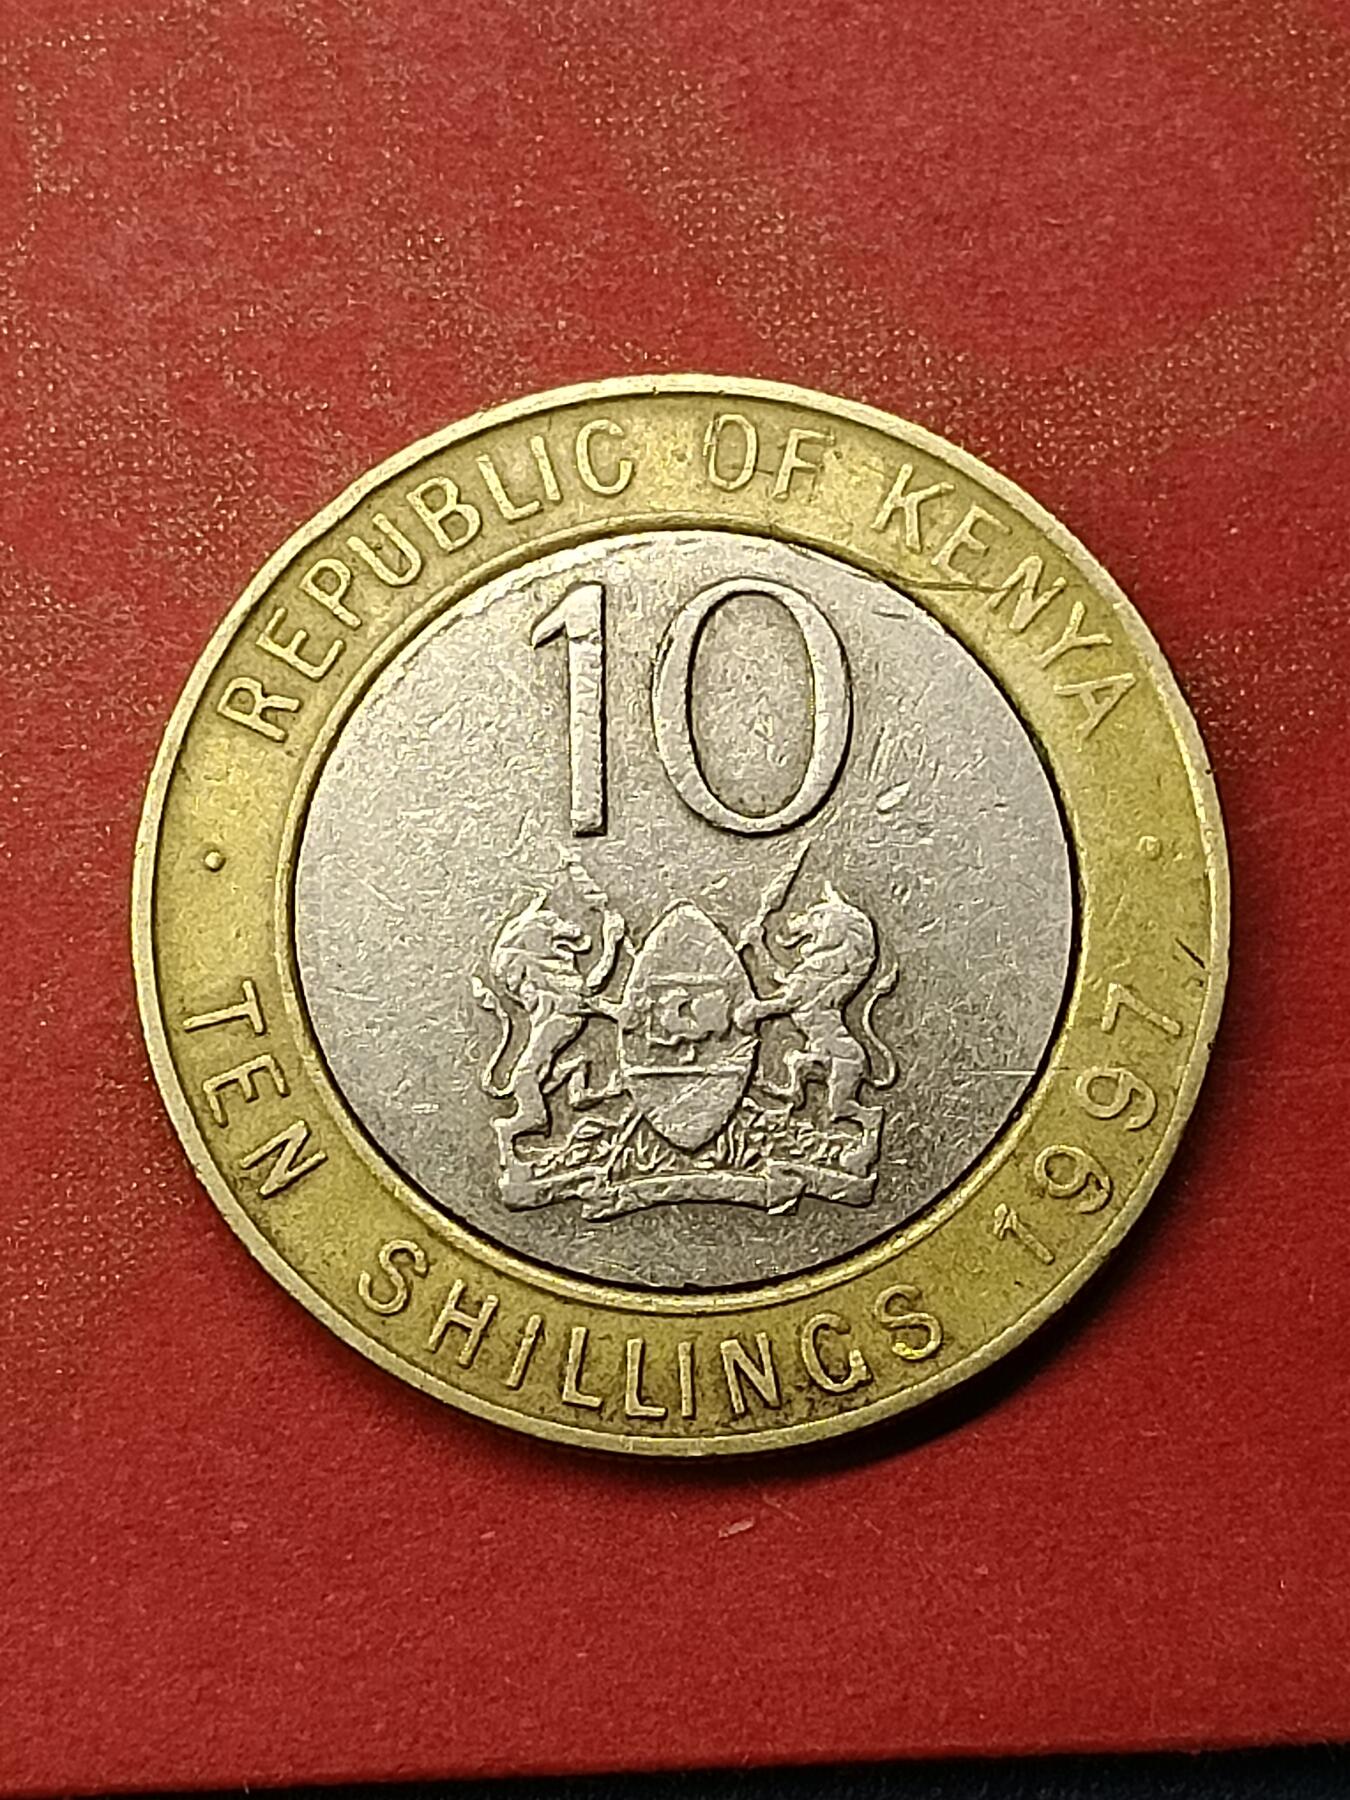 REPUBLIC OF KENYA
10
TEN SHILLINGS 1997